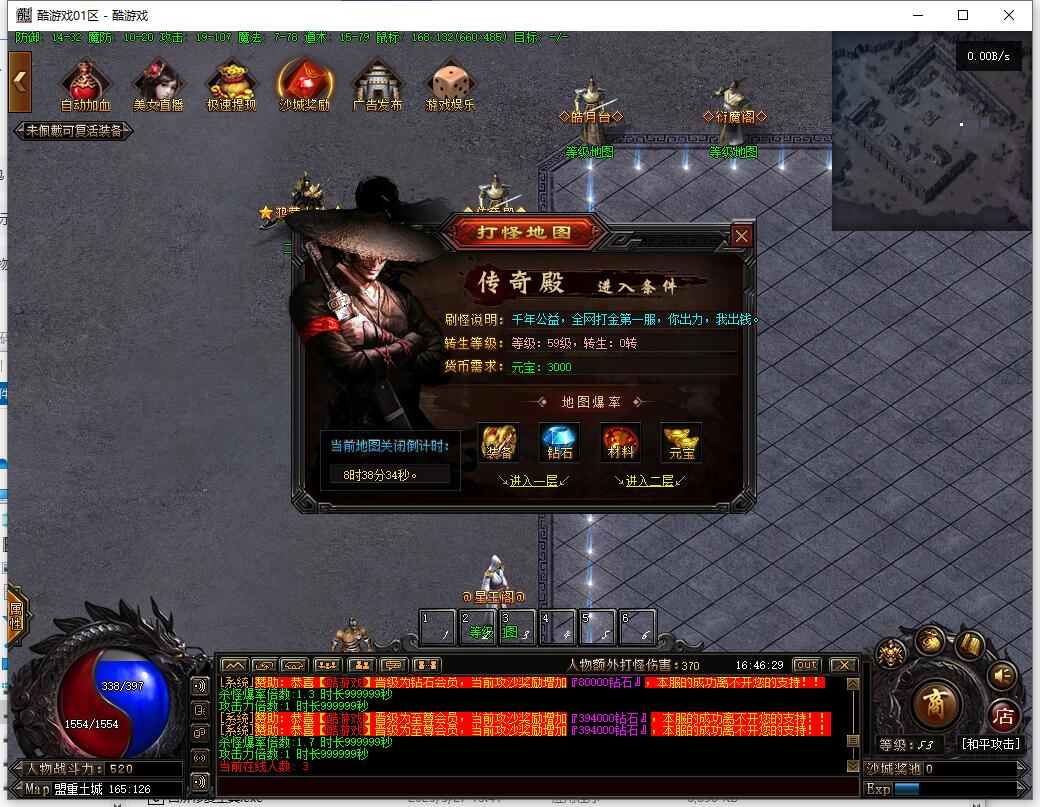 酷游戏01区 - 酷游戏
防御: 14-32 魔防: 10-20 攻击: 19-107 魔法: 7-78 道术: 15-79 鼠标: 168:132(660:485) 目标: -/-
0.00B/s
自动加血 美女直播 极速提现 沙城奖励 广告发布 游戏娱乐
未佩戴可复活装备
◇皓月台◇ ◇衍魔阁◇
等级地图 等级地图
打怪地图
传奇殿 进入条件
刷怪说明: 千年公益，全网打金第一服，你出力，我出钱。
转生等级: 等级: 59级，转生: 0转
货币需求: 元宝: 3000
地图爆率
当前地图关闭倒计时:
8时38分34秒。
装备 钻石 材料 元宝
↘进入一层↙ ↘进入二层↙
@星玉阁@
1 2 3 4 5 6
属性
人物额外打怪伤害:370 16:46:29 out
[系统]赞助: 恭喜【酷游戏】晋级为钻石会员, 当前攻沙奖励增加『80000钻石』, 本服的成功离不开您的支持! !
杀怪爆率倍数:1.3 时长999999秒
攻击力倍数:1 时长999999秒
[系统]赞助: 恭喜【酷游戏】晋级为至尊会员, 当前攻沙奖励增加『394000钻石』, 本服的成功离不开您的支持! !
[系统]赞助: 恭喜【酷游戏】晋级为至尊会员, 当前攻沙奖励增加『394000钻石』, 本服的成功离不开您的支持! !
杀怪爆率倍数:1.7 时长999999秒
攻击力倍数:1 时长999999秒
当前在线人数: 3
338/397
1554/1554
人物战斗力: 520
Map 盟重土城 165:126
商
店
等级: 53 [和平攻击]
沙城奖池 0
Exp